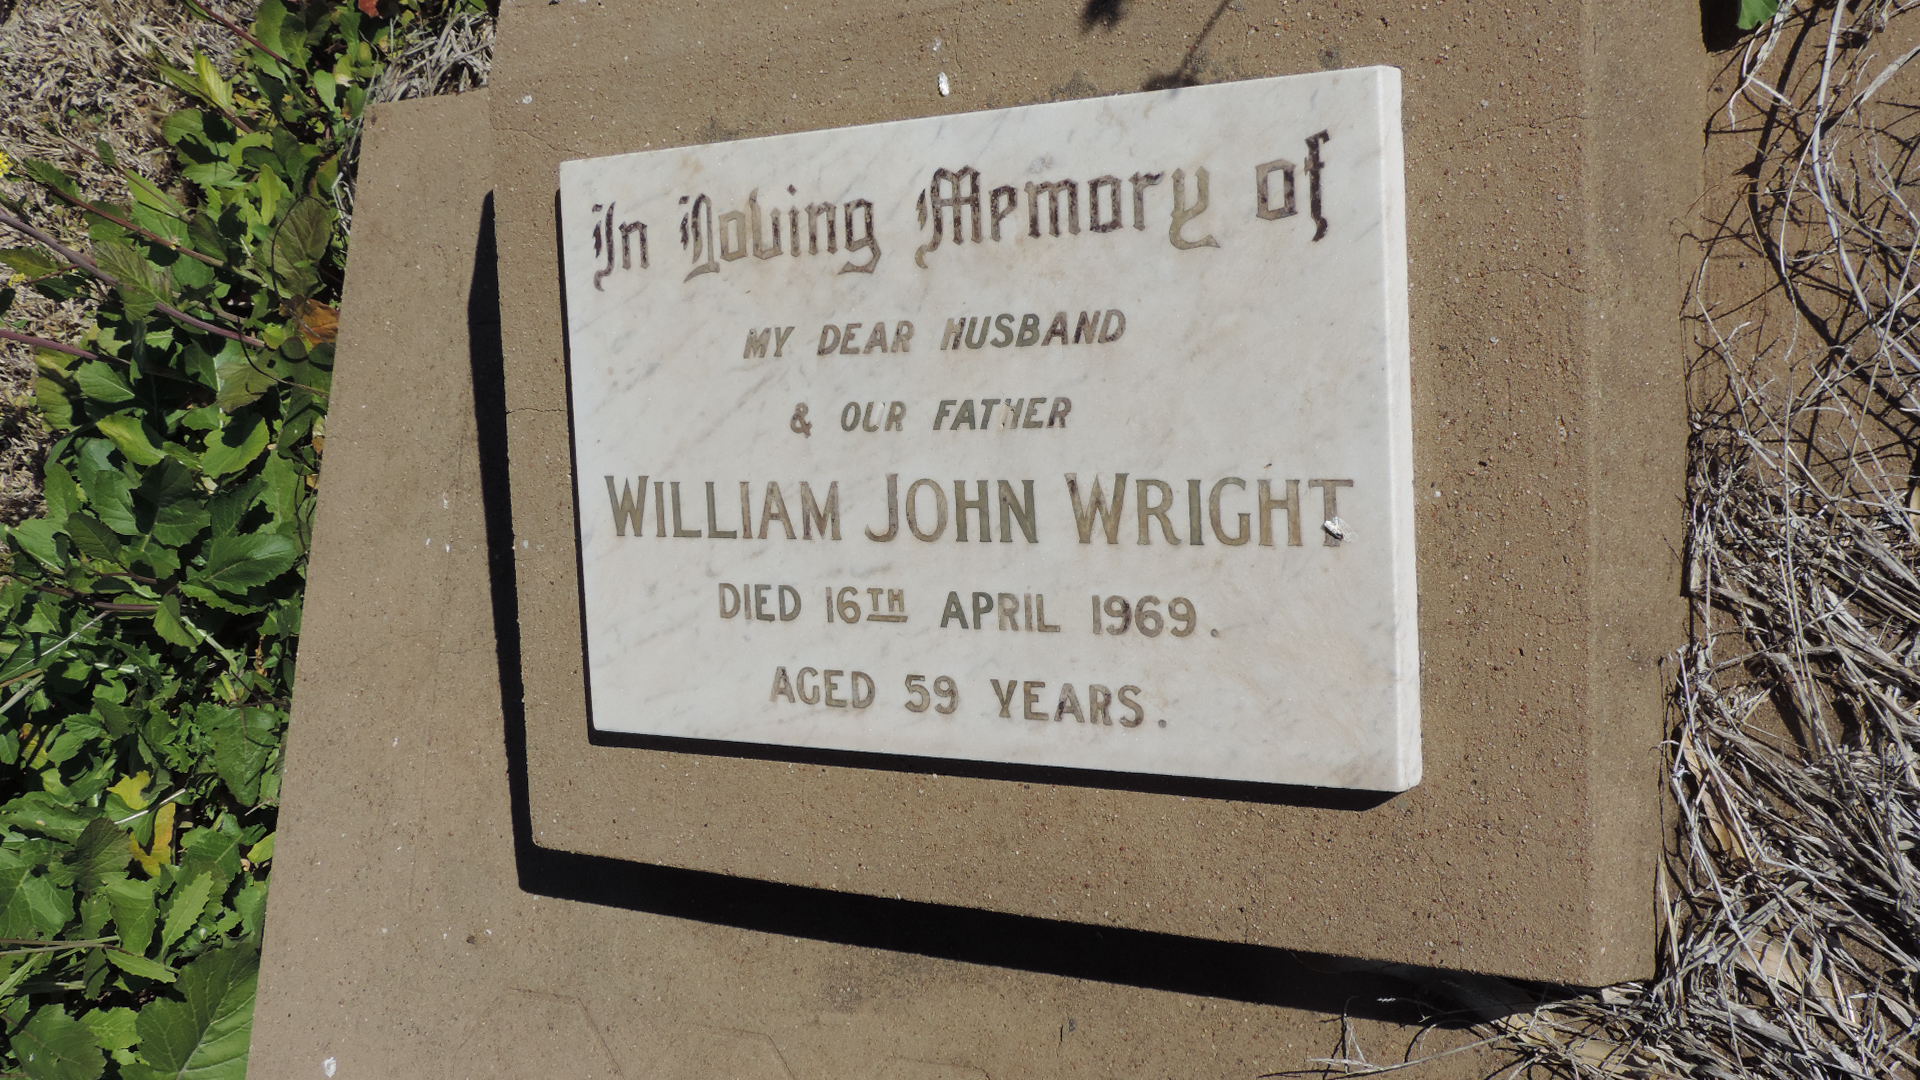 In Loving Memory of
MY DEAR HUSBAND
& OUR FATHER
WILLIAM JOHN WRIGHT
DIED 16TH APRIL 1969.
AGED 59 YEARS.